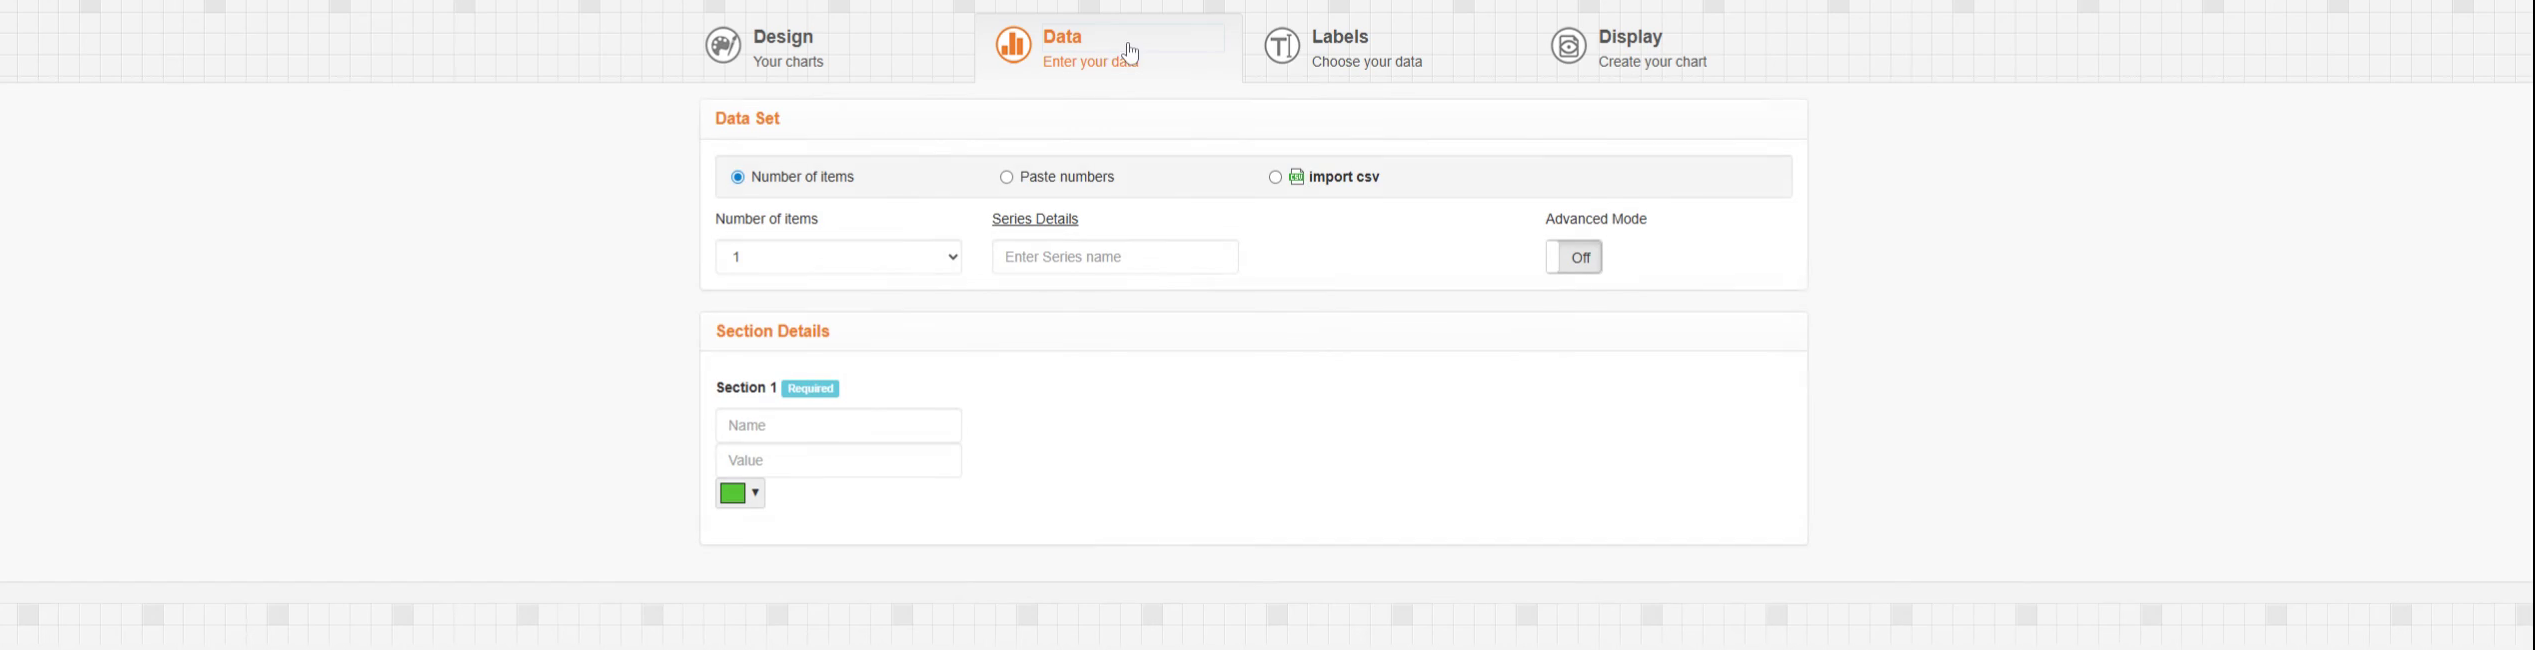 Design
Your charts
Data
Enter your data
Labels
Choose your data
Display
Create your chart
Data Set
Number of items
Paste numbers
CSV
import csv
Number of items
Series Details
Advanced Mode
1
Enter Series name
Off
Section Details
Section 1 Required
Name
Value